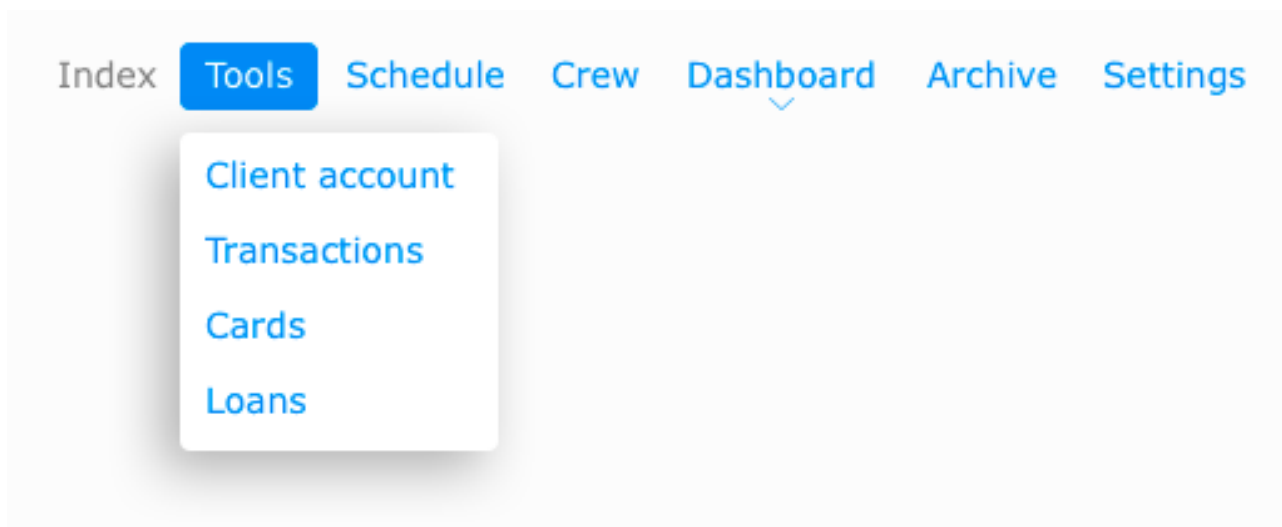 Index Tools Schedule Crew Dashboard Archive Settings
Client account
Transactions
Cards
Loans